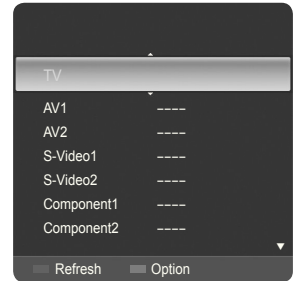 TV
AV1 ----
AV2 ----
S-Video1 ----
S-Video2 ----
Component1 ----
Component2 ----
Refresh Option